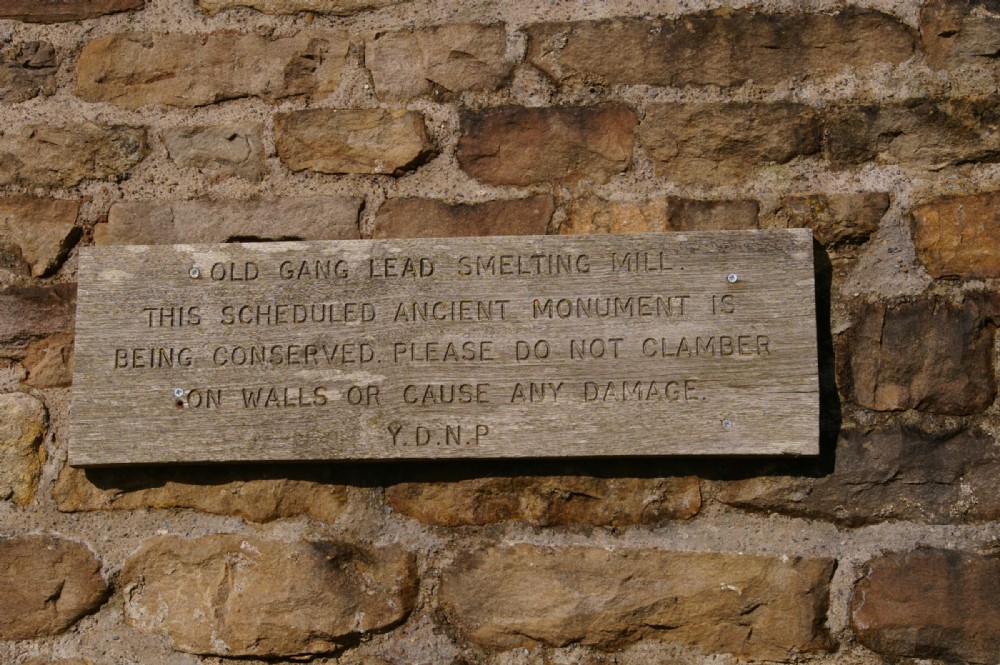 OLD GANG LEAD SMELTING MILL.
THIS SCHEDULED ANCIENT MONUMENT IS
BEING CONSERVED. PLEASE DO NOT CLAMBER
ON WALLS OR CAUSE ANY DAMAGE.
Y.D.N.P